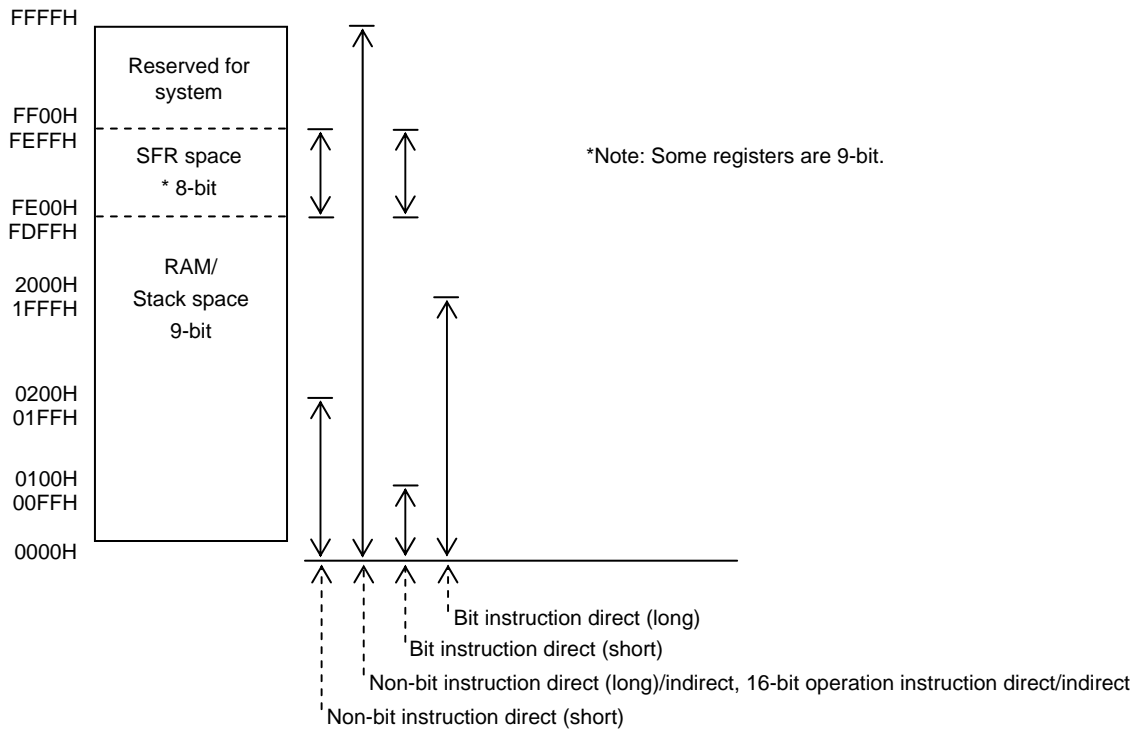 FFFFH
Reserved for
system
FF00H
FEFFH
SFR space
* 8-bit
*Note: Some registers are 9-bit.
FE00H
FDFFH
RAM/
Stack space
9-bit
2000H
1FFFH
0200H
01FFH
0100H
00FFH
0000H
Bit instruction direct (long)
Bit instruction direct (short)
Non-bit instruction direct (long)/indirect, 16-bit operation instruction direct/indirect
Non-bit instruction direct (short)